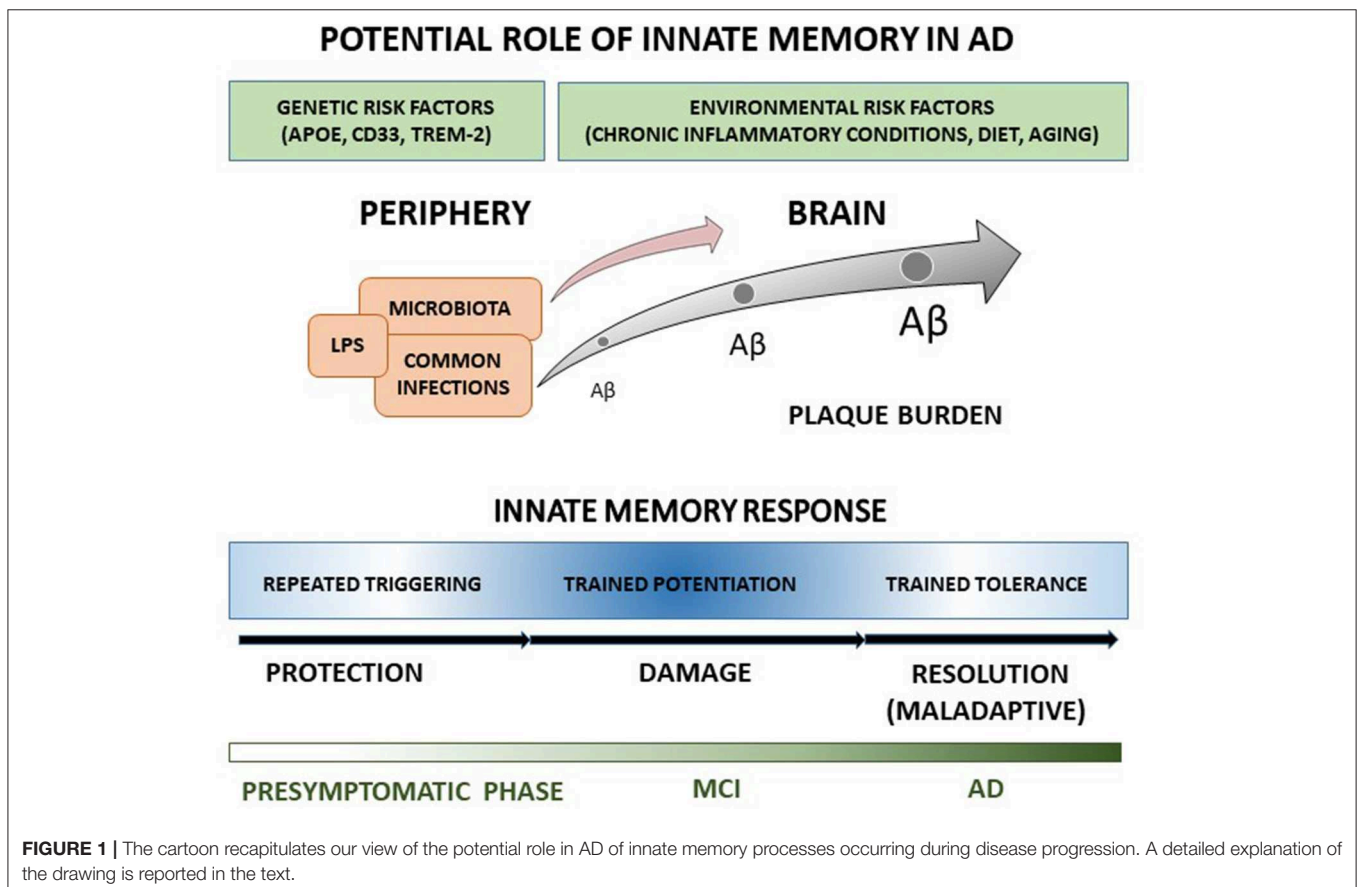 POTENTIAL ROLE OF INNATE MEMORY IN AD
GENETIC RISK FACTORS
(APOE, CD33, TREM-2)
ENVIRONMENTAL RISK FACTORS
(CHRONIC INFLAMMATORY CONDITIONS, DIET, AGING)
PERIPHERY
BRAIN
MICROBIOTA
LPS
COMMON
INFECTIONS
Aβ
Aβ
Aβ
PLAQUE BURDEN
INNATE MEMORY RESPONSE
REPEATED TRIGGERING
TRAINED POTENTIATION
TRAINED TOLERANCE
PROTECTION
DAMAGE
RESOLUTION
(MALADAPTIVE)
PRESYMPTOMATIC PHASE
MCI
AD
FIGURE 1 | The cartoon recapitulates our view of the potential role in AD of innate memory processes occurring during disease progression. A detailed explanation of
the drawing is reported in the text.